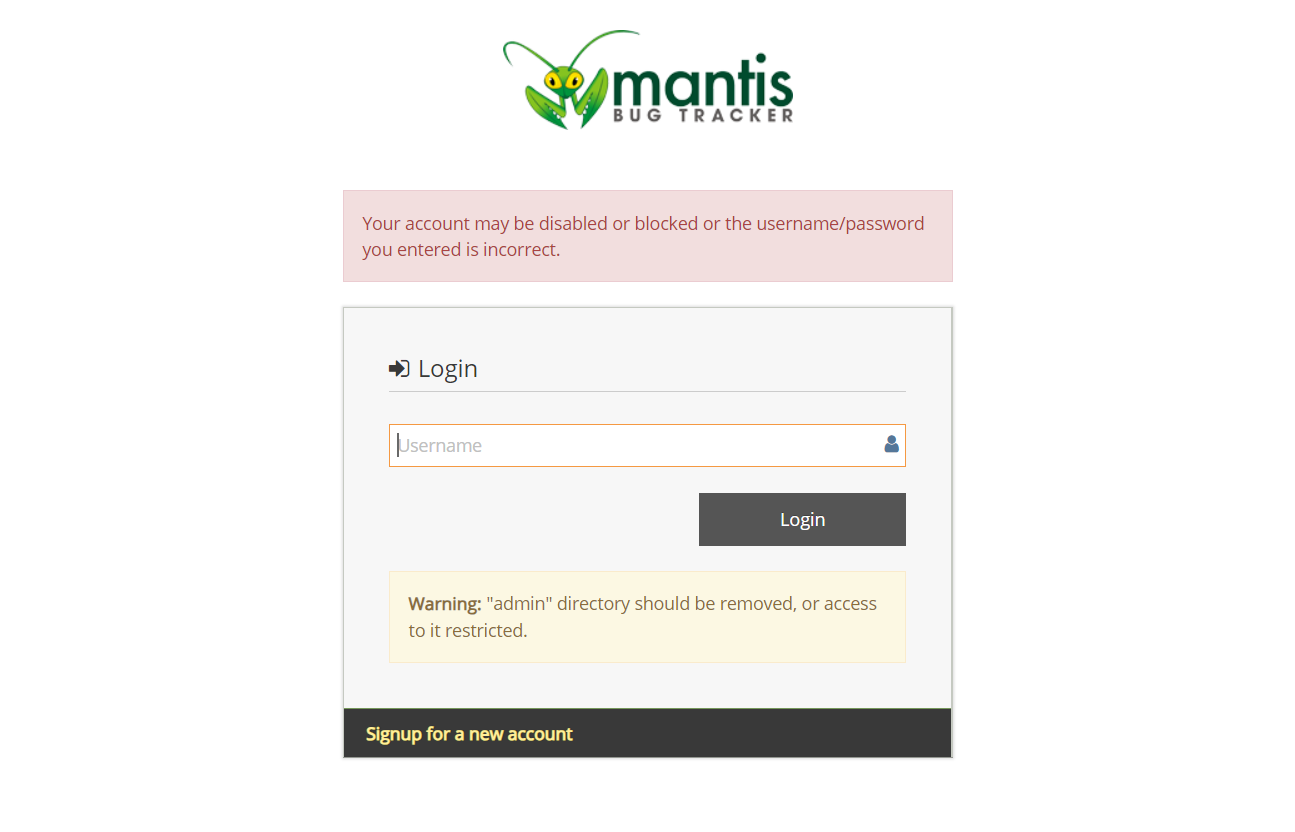 mantis
BUG TRACKER
Your account may be disabled or blocked or the username/password
you entered is incorrect.
Login
Username
Login
Warning: "admin" directory should be removed, or access
to it restricted.
Signup for a new account